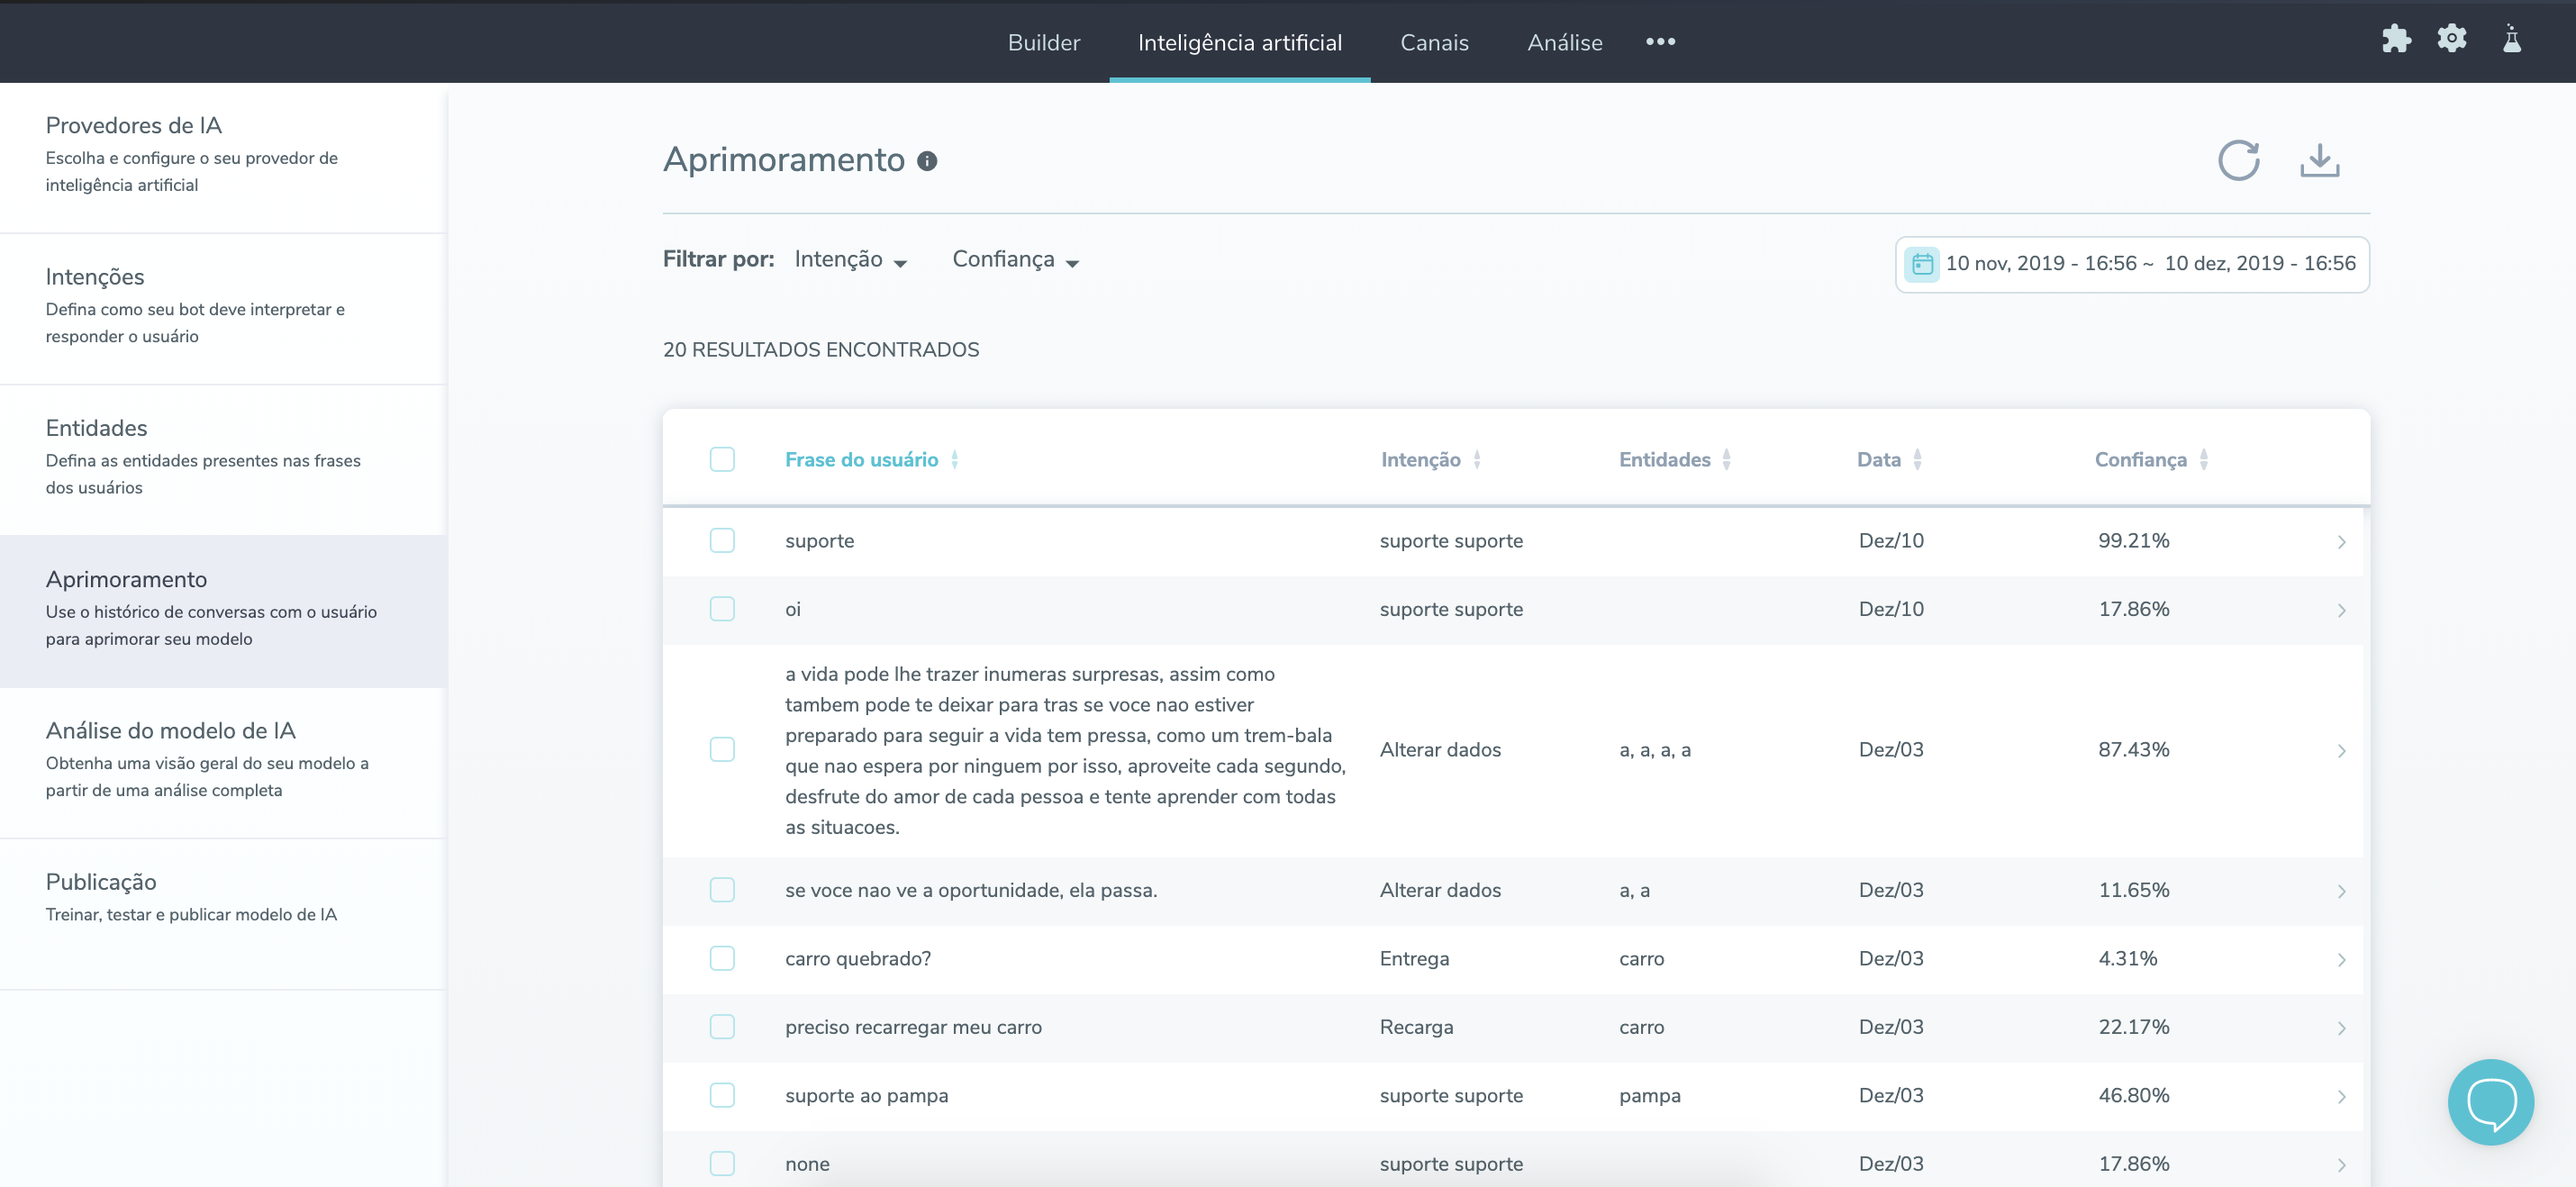 Builder Inteligência artificial Canais Análise
Provedores de IA
Escolha e configure o seu provedor de
inteligência artificial
Intenções
Defina como seu bot deve interpretar e
responder o usuário
Entidades
Defina as entidades presentes nas frases
dos usuários
Aprimoramento
Use o histórico de conversas com o usuário
para aprimorar seu modelo
Análise do modelo de IA
Obtenha uma visão geral do seu modelo a
partir de uma análise completa
Publicação
Treinar, testar e publicar modelo de IA
Aprimoramento
Filtrar por: Intenção Confiança
10 nov, 2019 - 16:56 ~ 10 dez, 2019 - 16:56
20 RESULTADOS ENCONTRADOS
Frase do usuário Intenção Entidades Data Confiança
suporte suporte suporte Dez/10 99.21%
oi suporte suporte Dez/10 17.86%
a vida pode lhe trazer inumeras surpresas, assim como
tambem pode te deixar para tras se voce nao estiver
preparado para seguir a vida tem pressa, como um trem-bala
que nao espera por ninguem por isso, aproveite cada segundo,
desfrute do amor de cada pessoa e tente aprender com todas
as situacoes.
Alterar dados a, a, a, a Dez/03 87.43%
se voce nao ve a oportunidade, ela passa. Alterar dados a, a Dez/03 11.65%
carro quebrado? Entrega carro Dez/03 4.31%
preciso recarregar meu carro Recarga carro Dez/03 22.17%
suporte ao pampa suporte suporte pampa Dez/03 46.80%
none suporte suporte Dez/03 17.86%